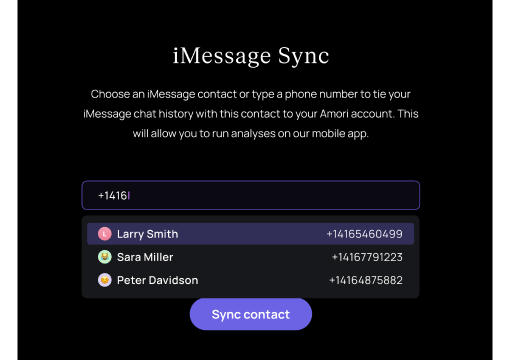 iMessage Sync
Choose an iMessage contact or type a phone number to tie your
iMessage chat history with this contact to your Amori account. This
will allow you to run analyses on our mobile app.
+1416
L Larry Smith +14165460499
Sara Miller +14167791223
Peter Davidson +14164875882
Sync contact